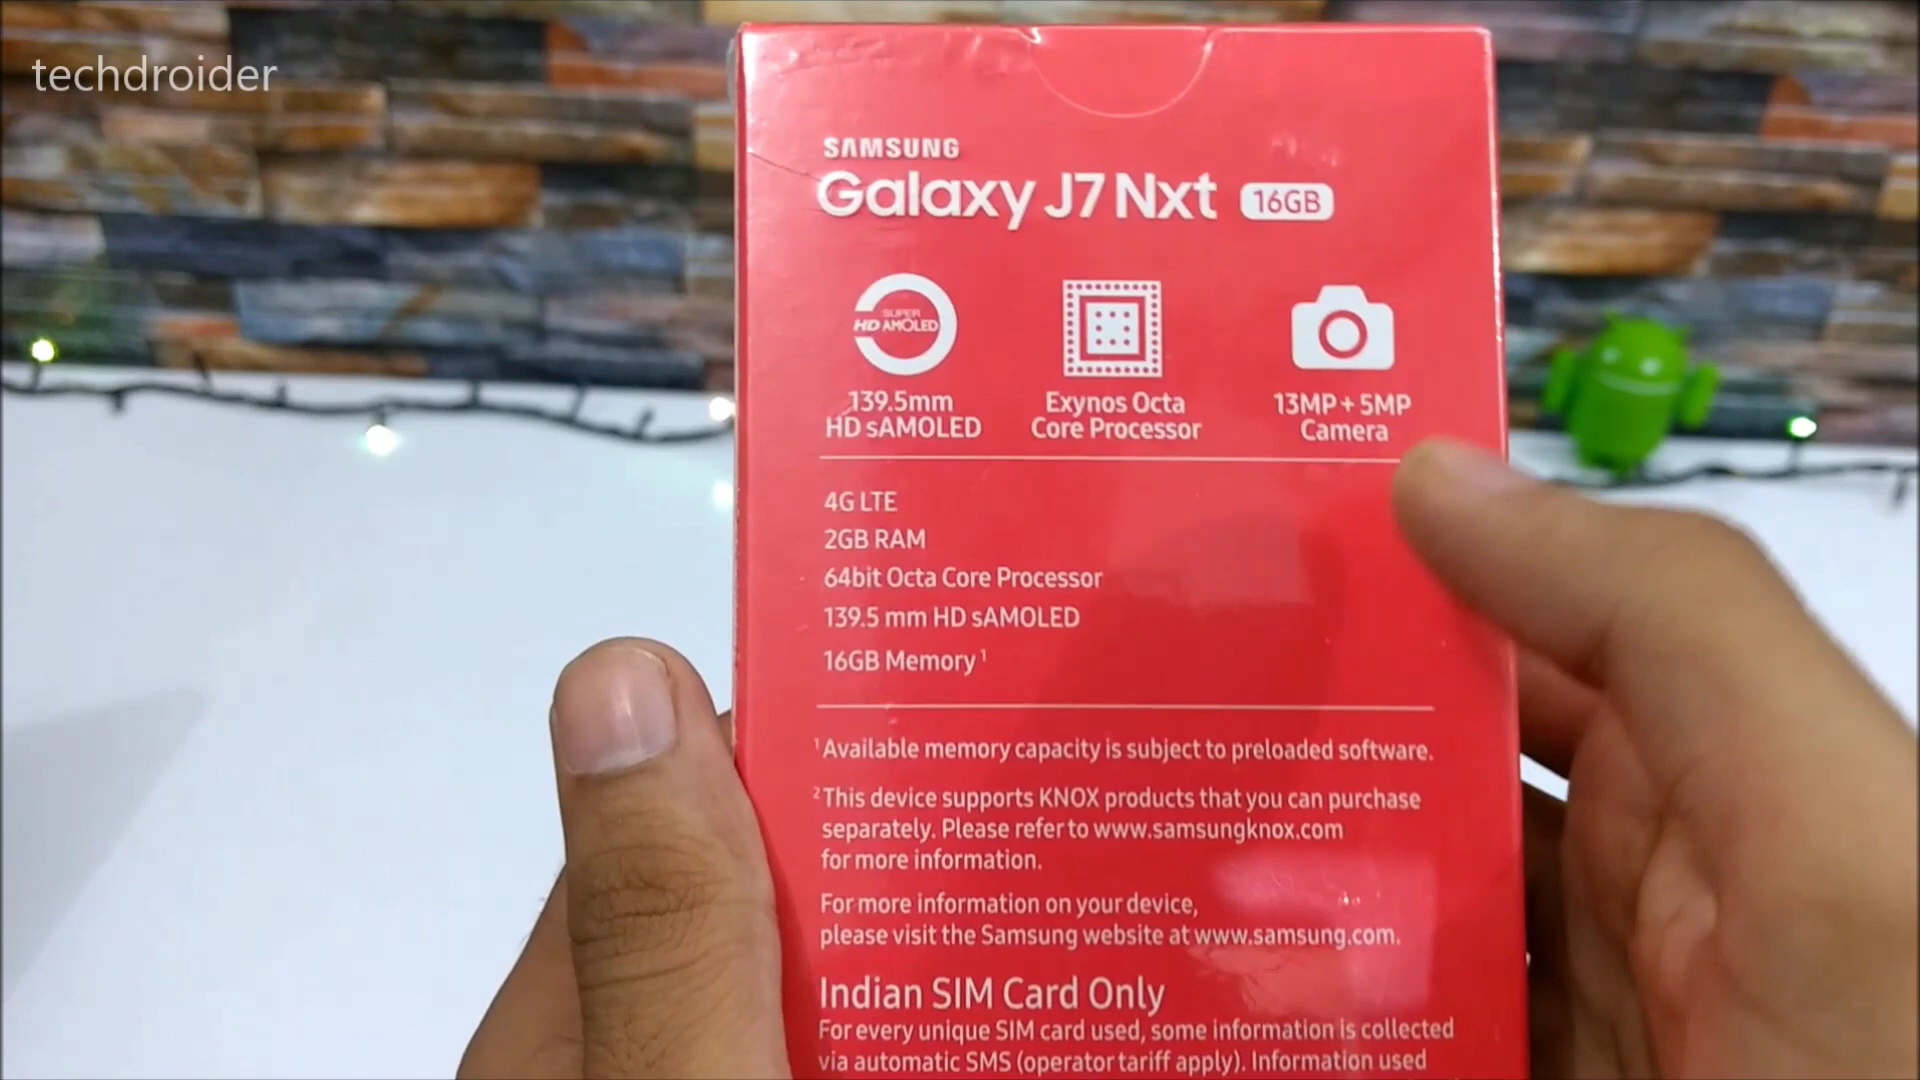 techdroider
SAMSUNG
Galaxy J7 Nxt 16GB
SUPER
HD AMOLED
139.5mm
HD sAMOLED
Exynos Octa
Core Processor
13MP + 5MP
Camera
4G LTE
2GB RAM
64bit Octa Core Processor
139.5 mm HD sAMOLED
16GB Memory ¹
¹ Available memory capacity is subject to preloaded software.
² This device supports KNOX products that you can purchase
separately. Please refer to www.samsungknox.com
for more information.
For more information on your device,
please visit the Samsung website at www.samsung.com.
Indian SIM Card Only
For every unique SIM card used, some information is collected
via automatic SMS (operator tariff apply). Information used